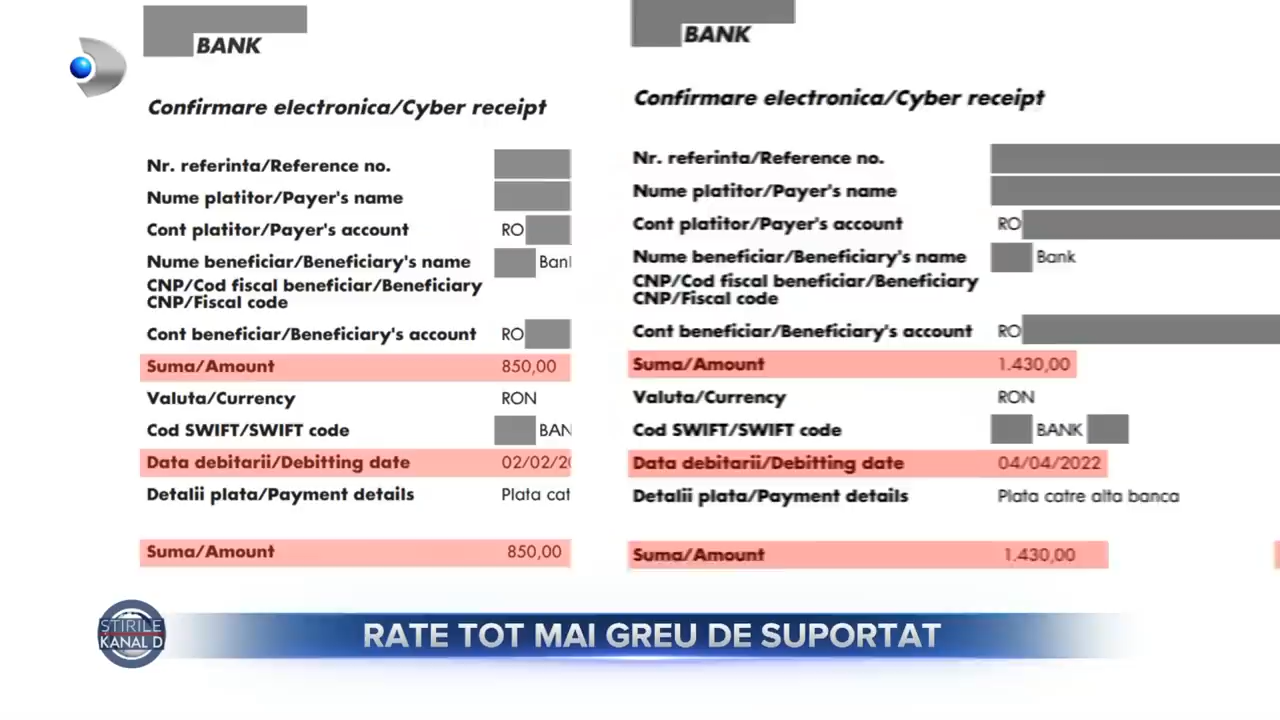 BANK
Confirmare electronica/Cyber receipt
Nr. referinta/Reference no.
Nume platitor/Payer's name
Cont platitor/Payer's account RO
Nume beneficiar/Beneficiary's name
CNP/Cod fiscal beneficiar/Beneficiary
CNP/Fiscal code
Cont beneficiar/Beneficiary's account RO
Suma/Amount 850,00
Valuta/Currency RON
Cod SWIFT/SWIFT code BAN
Data debitarii/Debitting date 02/02/20
Detalii plata/Payment details Plata cat
Suma/Amount 850,00
BANK
Confirmare electronica/Cyber receipt
Nr. referinta/Reference no.
Nume platitor/Payer's name
Cont platitor/Payer's account RO
Nume beneficiar/Beneficiary's name Bank
CNP/Cod fiscal beneficiar/Beneficiary
CNP/Fiscal code
Cont beneficiar/Beneficiary's account RO
Suma/Amount 1.430,00
Valuta/Currency RON
Cod SWIFT/SWIFT code BANK
Data debitarii/Debitting date 04/04/2022
Detalii plata/Payment details Plata catre alta banca
Suma/Amount 1.430,00
ȘTIRILE
KANAL D
RATE TOT MAI GREU DE SUPORTAT